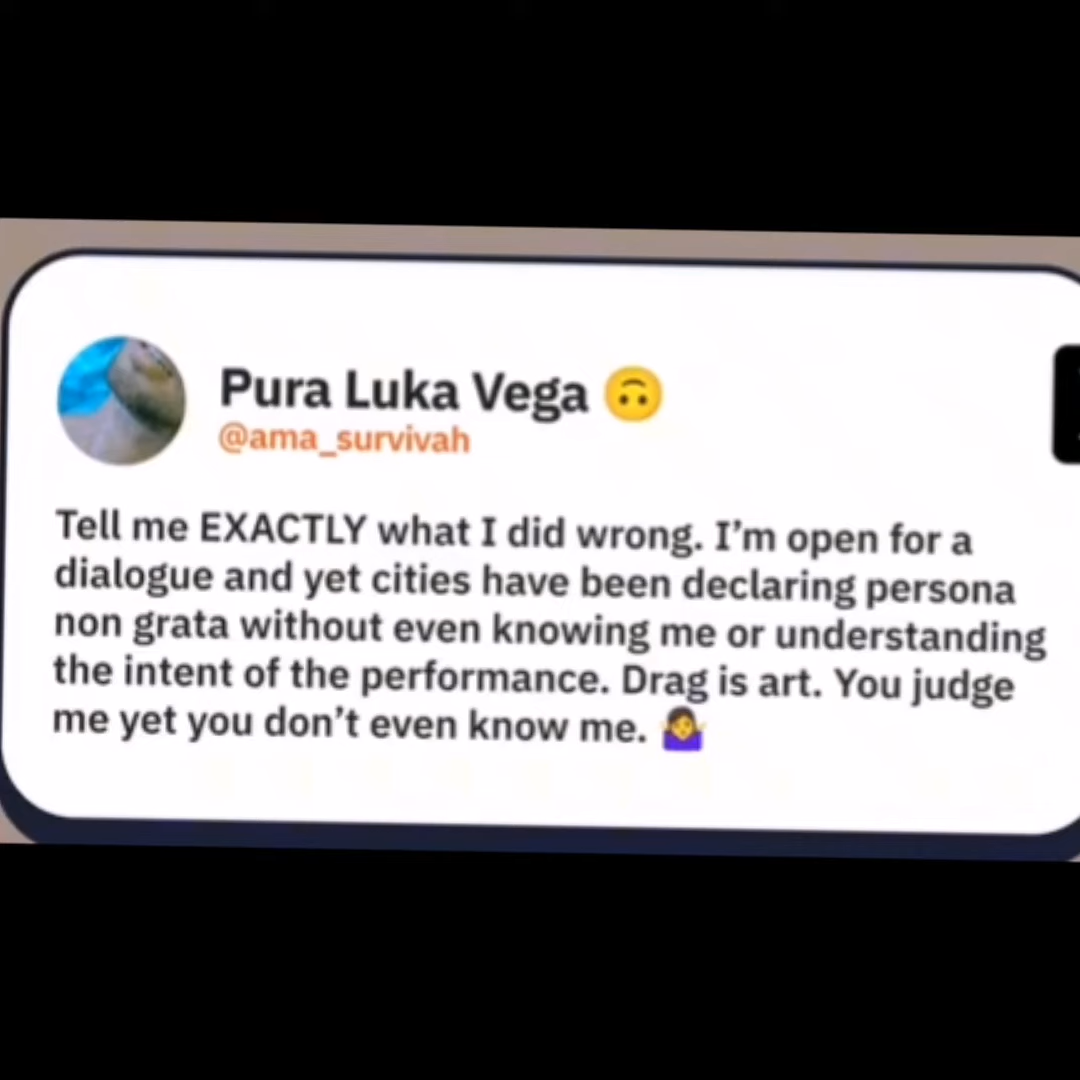 Pura Luka Vega 🙃
@ama_survivah
Tell me EXACTLY what I did wrong. I’m open for a
dialogue and yet cities have been declaring persona
non grata without even knowing me or understanding
the intent of the performance. Drag is art. You judge
me yet you don’t even know me. 🤷‍♀️